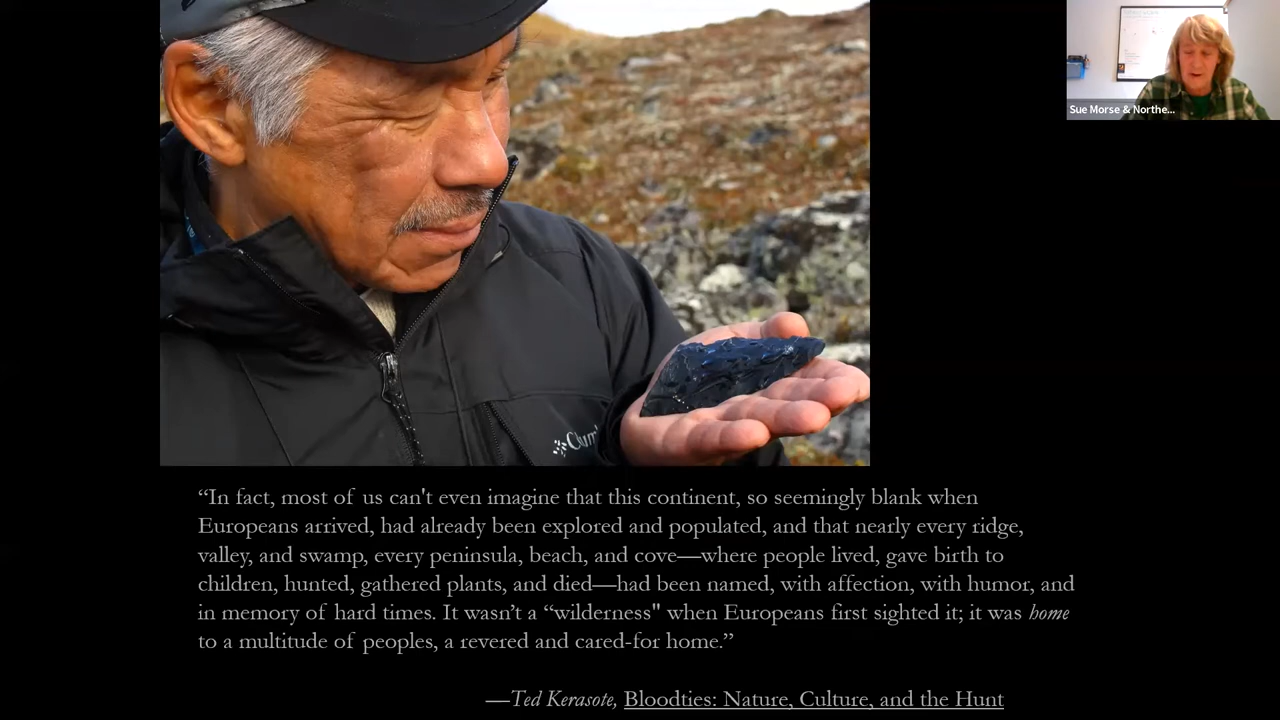 Sue Morse & Northe...
“In fact, most of us can't even imagine that this continent, so seemingly blank when
Europeans arrived, had already been explored and populated, and that nearly every ridge,
valley, and swamp, every peninsula, beach, and cove—where people lived, gave birth to
children, hunted, gathered plants, and died—had been named, with affection, with humor, and
in memory of hard times. It wasn’t a “wilderness" when Europeans first sighted it; it was home
to a multitude of peoples, a revered and cared-for home.”
—Ted Kerasote, Bloodties: Nature, Culture, and the Hunt